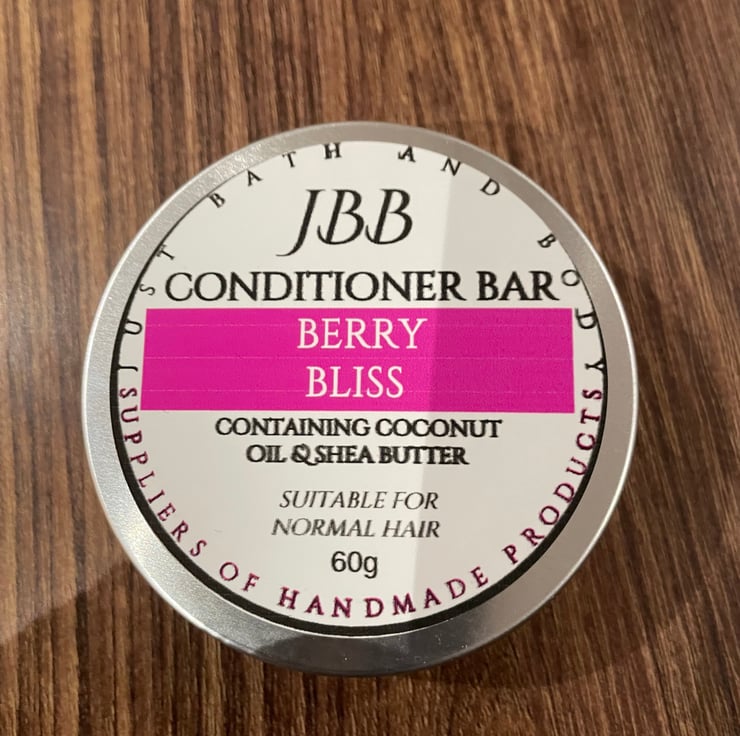 JUST BATH AND BODY
JBB
CONDITIONER BAR
BERRY
BLISS
CONTAINING COCONUT
OIL & SHEA BUTTER
SUITABLE FOR
NORMAL HAIR
60g
SUPPLIERS OF HANDMADE PRODUCTS